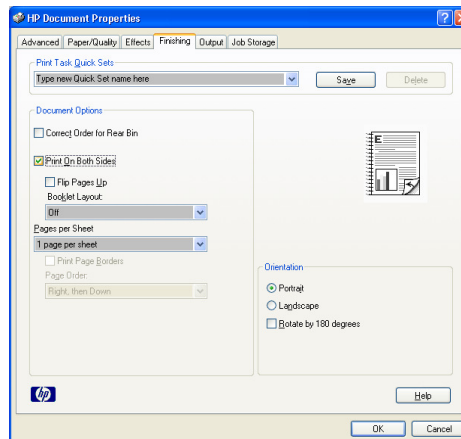 HP Document Properties
Advanced Paper/Quality Effects Finishing Output Job Storage
Print Task Quick Sets
Type new Quick Set name here Save Delete
Document Options
Correct Order for Rear Bin
Print On Both Sides
Flip Pages Up
Booklet Layout:
Off
Pages per Sheet
1 page per sheet
Print Page Borders
Page Order:
Right, then Down
E
Orientation
Portrait
Landscape
Rotate by 180 degrees
hp
Help
OK Cancel